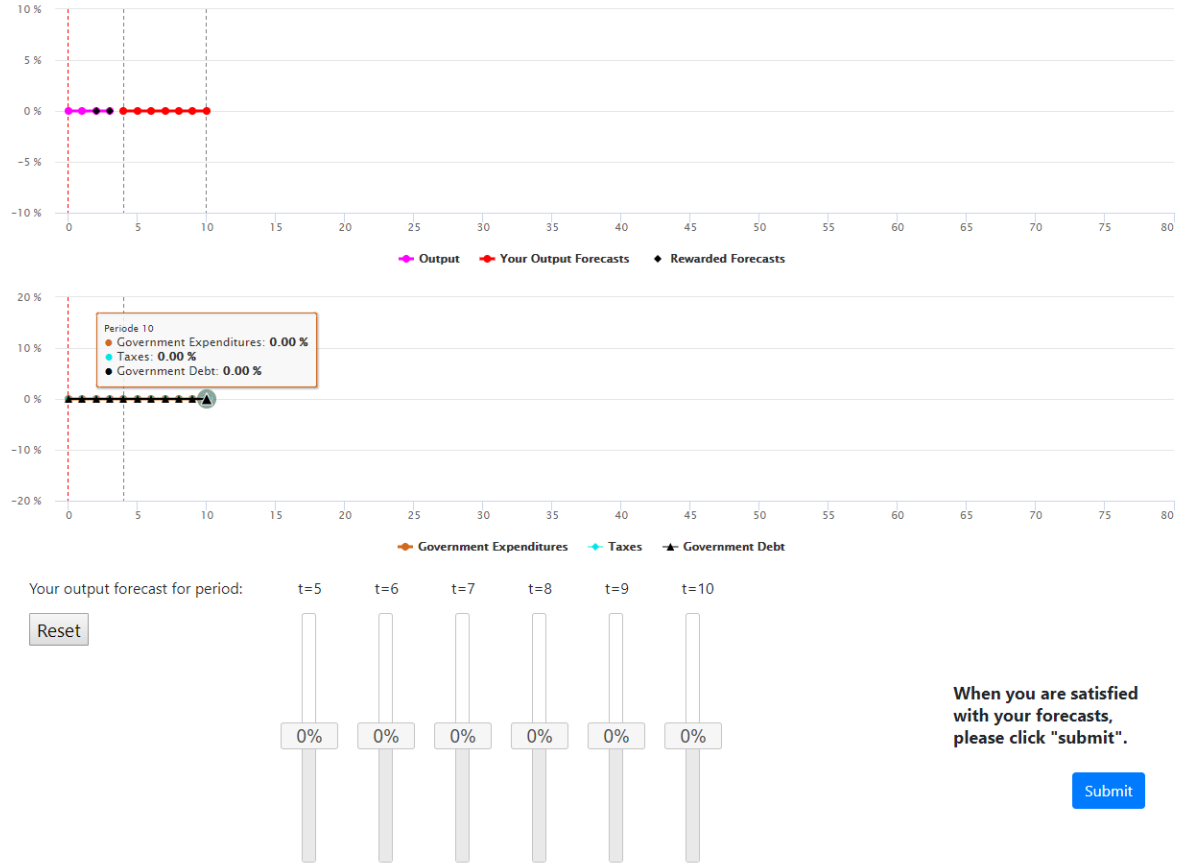 10 %
5 %
0 %
−5 %
−10 %
0 5 10 15 20 25 30 35 40 45 50 55 60 65 70 75 80
Output Your Output Forecasts Rewarded Forecasts
20 %
10 %
0 %
−10 %
−20 %
Periode 10
Government Expenditures: 0.00 %
Taxes: 0.00 %
Government Debt: 0.00 %
0 5 10 15 20 25 30 35 40 45 50 55 60 65 70 75 80
Government Expenditures Taxes Government Debt
Your output forecast for period: t=5 t=6 t=7 t=8 t=9 t=10
Reset
0% 0% 0% 0% 0% 0%
When you are satisfied
with your forecasts,
please click "submit".
Submit